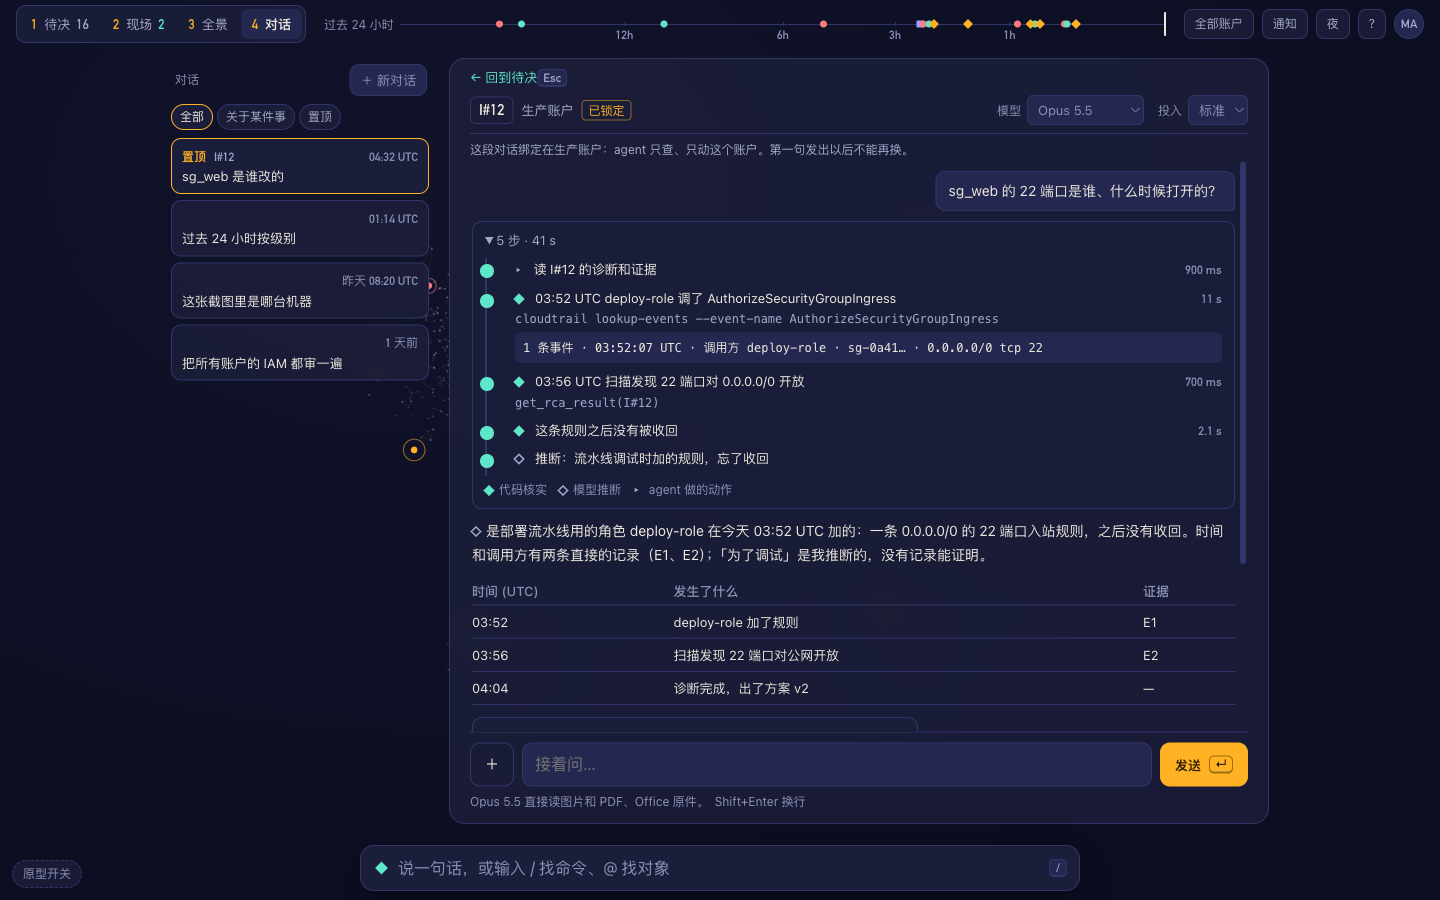 1 待决 16 2 现场 2 3 全景 4 对话
过去 24 小时
12h 6h 3h 1h
全部账户 通知 夜 ? MA
对话
+ 新对话
全部 关于某件事 置顶
置顶 I#12 04:32 UTC
sg_web 是谁改的
01:14 UTC
过去 24 小时按级别
昨天 08:20 UTC
这张截图里是哪台机器
1 天前
把所有账户的 IAM 都审一遍
← 回到待决 Esc
I#12 生产账户 已锁定
模型 Opus 5.5 投入 标准
这段对话绑定在生产账户：agent 只查、只动这个账户。第一句发出以后不能再换。
sg_web 的 22 端口是谁、什么时候打开的？
▼5 步 · 41 s
▸ 读 I#12 的诊断和证据 900 ms
◆ 03:52 UTC deploy-role 调了 AuthorizeSecurityGroupIngress 11 s
cloudtrail lookup-events --event-name AuthorizeSecurityGroupIngress
1 条事件 · 03:52:07 UTC · 调用方 deploy-role · sg-0a41… · 0.0.0.0/0 tcp 22
◆ 03:56 UTC 扫描发现 22 端口对 0.0.0.0/0 开放 700 ms
get_rca_result(I#12)
◆ 这条规则之后没有被收回 2.1 s
◇ 推断：流水线调试时加的规则，忘了收回
◆ 代码核实 ◇ 模型推断 ▸ agent 做的动作
◇ 是部署流水线用的角色 deploy-role 在今天 03:52 UTC 加的：一条 0.0.0.0/0 的 22 端口入站规则，之后没有收回。时间
和调用方有两条直接的记录（E1、E2）；「为了调试」是我推断的，没有记录能证明。
时间 (UTC) 发生了什么 证据
03:52 deploy-role 加了规则 E1
03:56 扫描发现 22 端口对公网开放 E2
04:04 诊断完成，出了方案 v2 —
+ 接着问… 发送 ↵
Opus 5.5 直接读图片和 PDF、Office 原件。 Shift+Enter 换行
原型开关
◆ 说一句话，或输入 / 找命令、@ 找对象 /